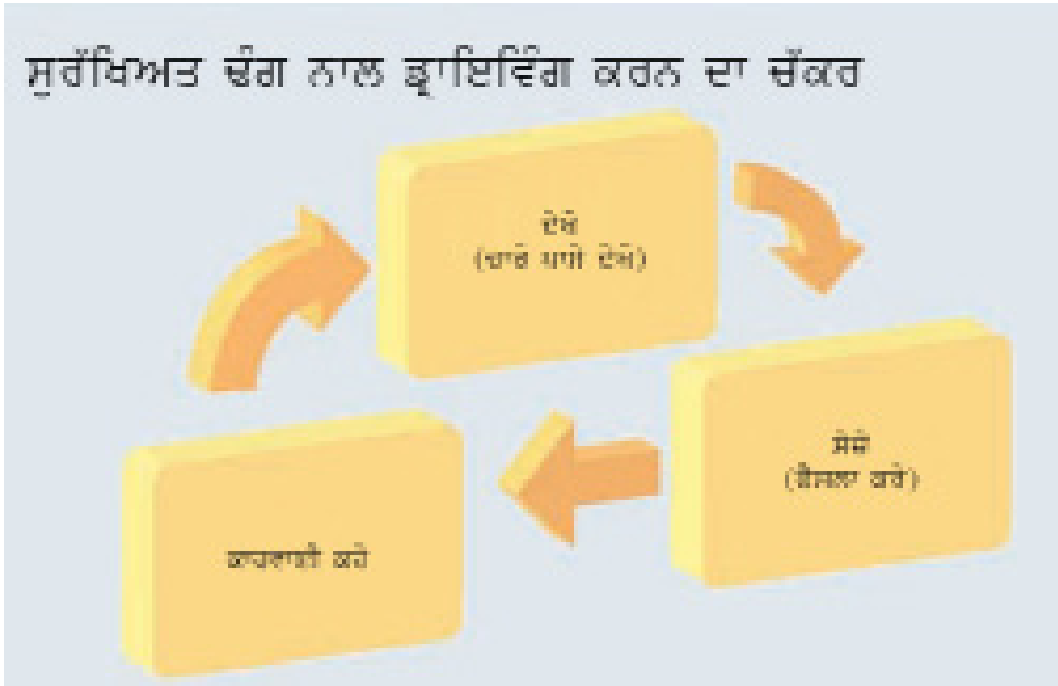 ਸੁਰੱਖਿਅਤ ਢੰਗ ਨਾਲ ਡ੍ਰਾਇਵਿੰਗ ਕਰਨ ਦਾ ਚੱਕਰ
ਦੇਖੋ
(ਚਾਰੇ ਪਾਸੇ ਦੇਖੋ)
ਸੋਚੋ
(ਫੈਸਲਾ ਕਰੋ)
ਕਾਰਵਾਈ ਕਰੋ